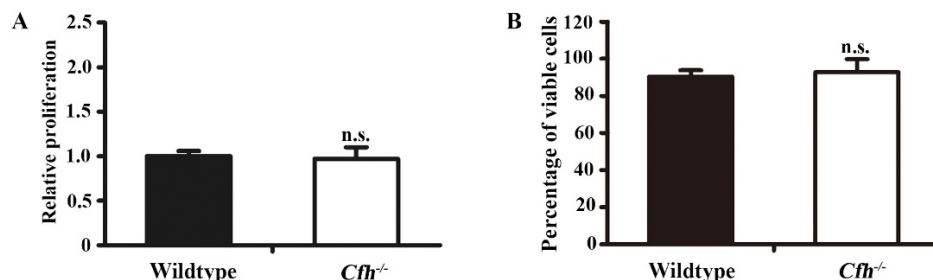 A
Relative proliferation
2.5
2.0
1.5
1.0
0.5
0
n.s.
Wildtype
Cfh-/-
B
Percentage of viable cells
120
100
80
60
40
20
0
n.s.
Wildtype
Cfh-/-